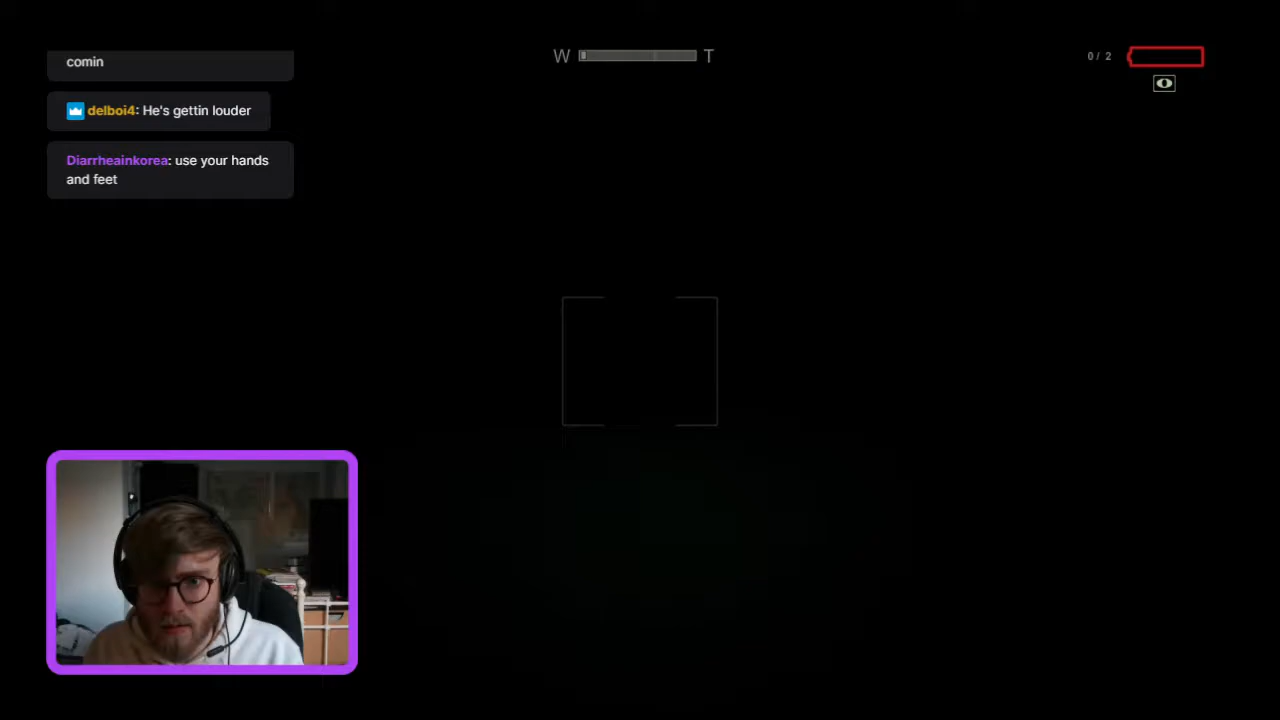 comin
W T
0 / 2
delboi4: He's gettin louder
Diarrheainkorea: use your hands
and feet